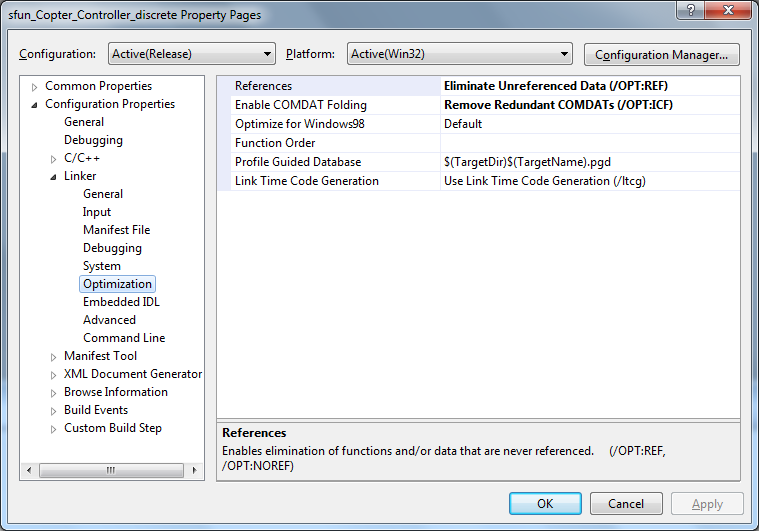 sfun_Copter_Controller_discrete Property Pages
Configuration: Active(Release) Platform: Active(Win32) Configuration Manager...
Common Properties
Configuration Properties
General
Debugging
C/C++
Linker
General
Input
Manifest File
Debugging
System
Optimization
Embedded IDL
Advanced
Command Line
Manifest Tool
XML Document Generator
Browse Information
Build Events
Custom Build Step
References Eliminate Unreferenced Data (/OPT:REF)
Enable COMDAT Folding Remove Redundant COMDATs (/OPT:ICF)
Optimize for Windows98 Default
Function Order
Profile Guided Database $(TargetDir)$(TargetName).pgd
Link Time Code Generation Use Link Time Code Generation (/ltcg)
References
Enables elimination of functions and/or data that are never referenced. (/OPT:REF,
/OPT:NOREF)
OK Cancel Apply